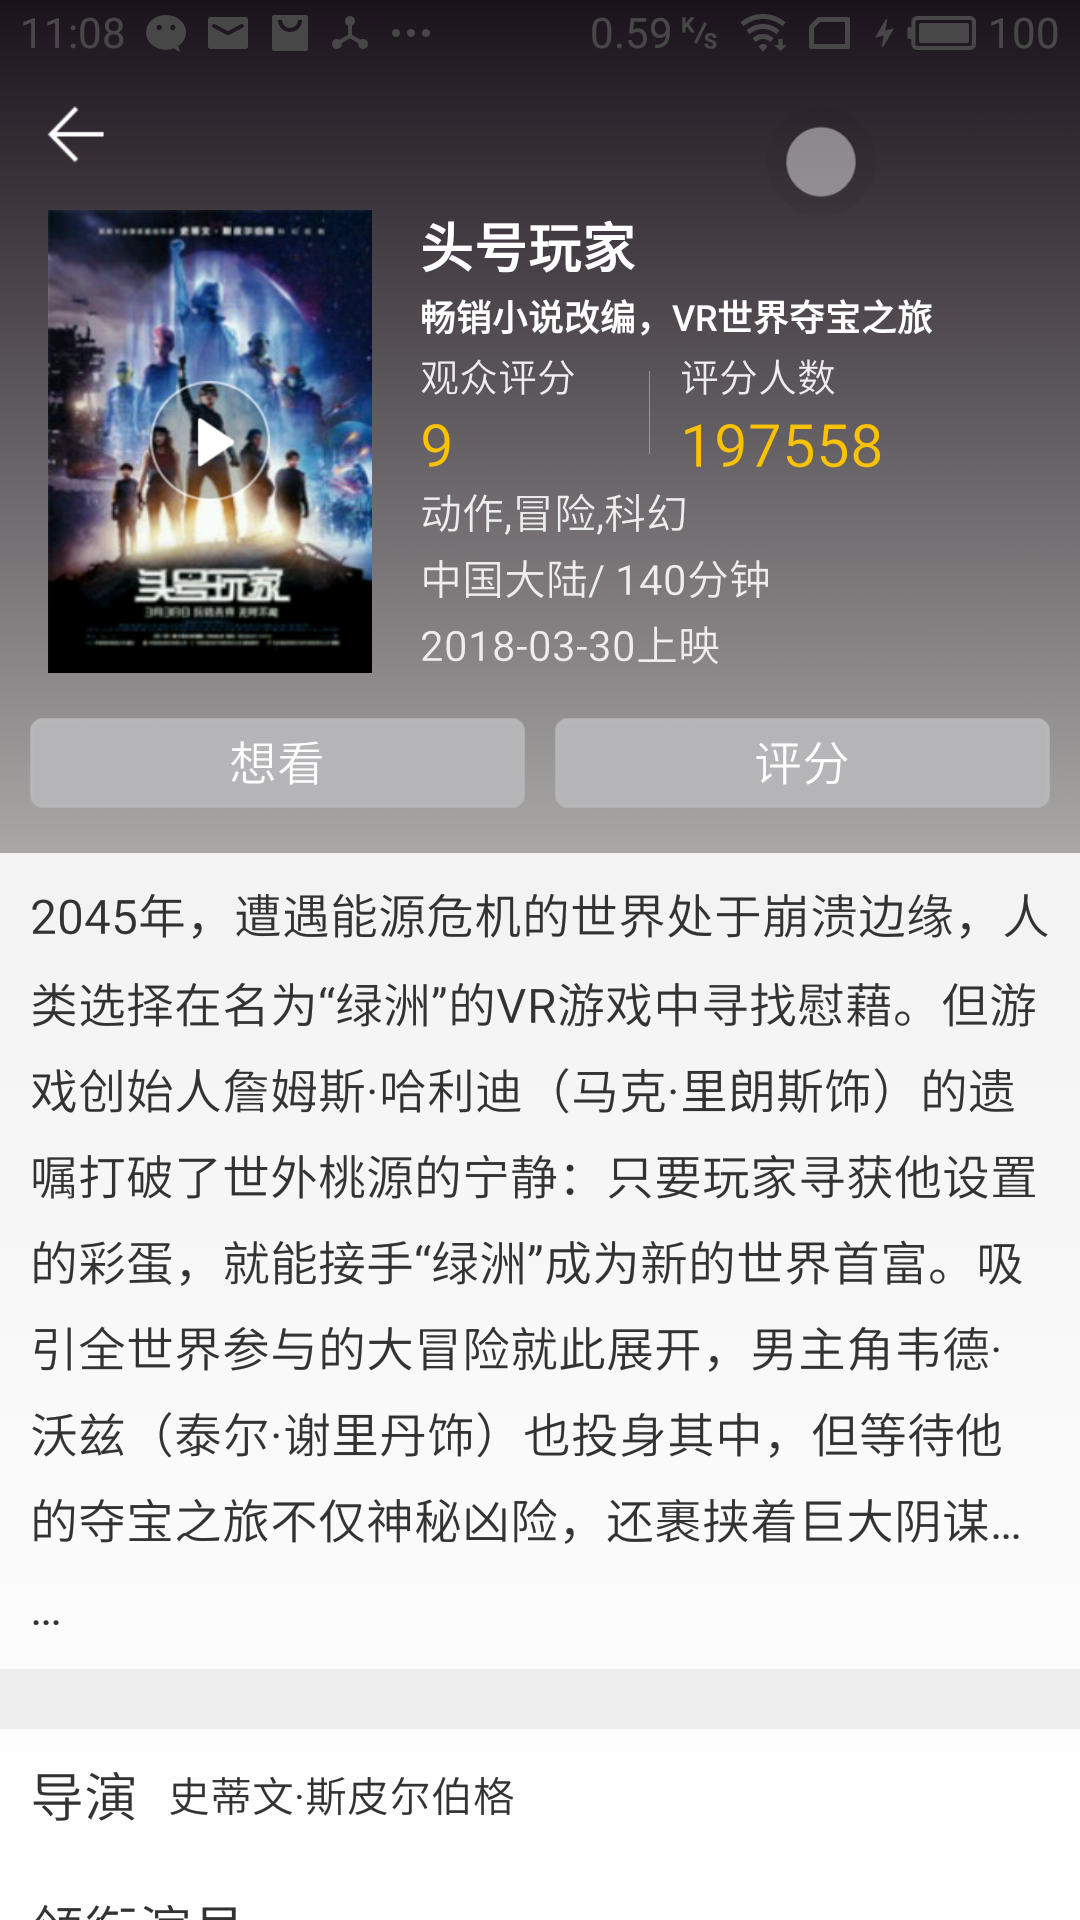 11:08
0.59 K/s
100
头号玩家
畅销小说改编，VR世界夺宝之旅
观众评分
评分人数
9
197558
动作,冒险,科幻
中国大陆/ 140分钟
2018-03-30上映
头号玩家
想看
评分
2045年，遭遇能源危机的世界处于崩溃边缘，人
类选择在名为“绿洲”的VR游戏中寻找慰藉。但游
戏创始人詹姆斯·哈利迪（马克·里朗斯饰）的遗
嘱打破了世外桃源的宁静：只要玩家寻获他设置
的彩蛋，就能接手“绿洲”成为新的世界首富。吸
引全世界参与的大冒险就此展开，男主角韦德·
沃兹（泰尔·谢里丹饰）也投身其中，但等待他
的夺宝之旅不仅神秘凶险，还裹挟着巨大阴谋...
...
导演 史蒂文·斯皮尔伯格
领衔演员